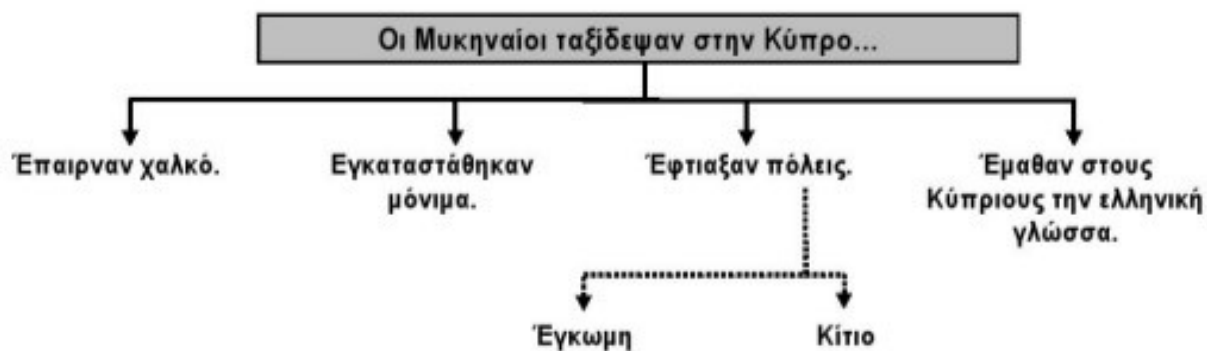 Οι Μυκηναίοι ταξίδεψαν στην Κύπρο...
Έπαιρναν χαλκό.
Εγκαταστάθηκαν
μόνιμα.
Έφτιαξαν πόλεις.
Έμαθαν στους
Κύπριους την ελληνική
γλώσσα.
Έγκωμη
Κίτιο